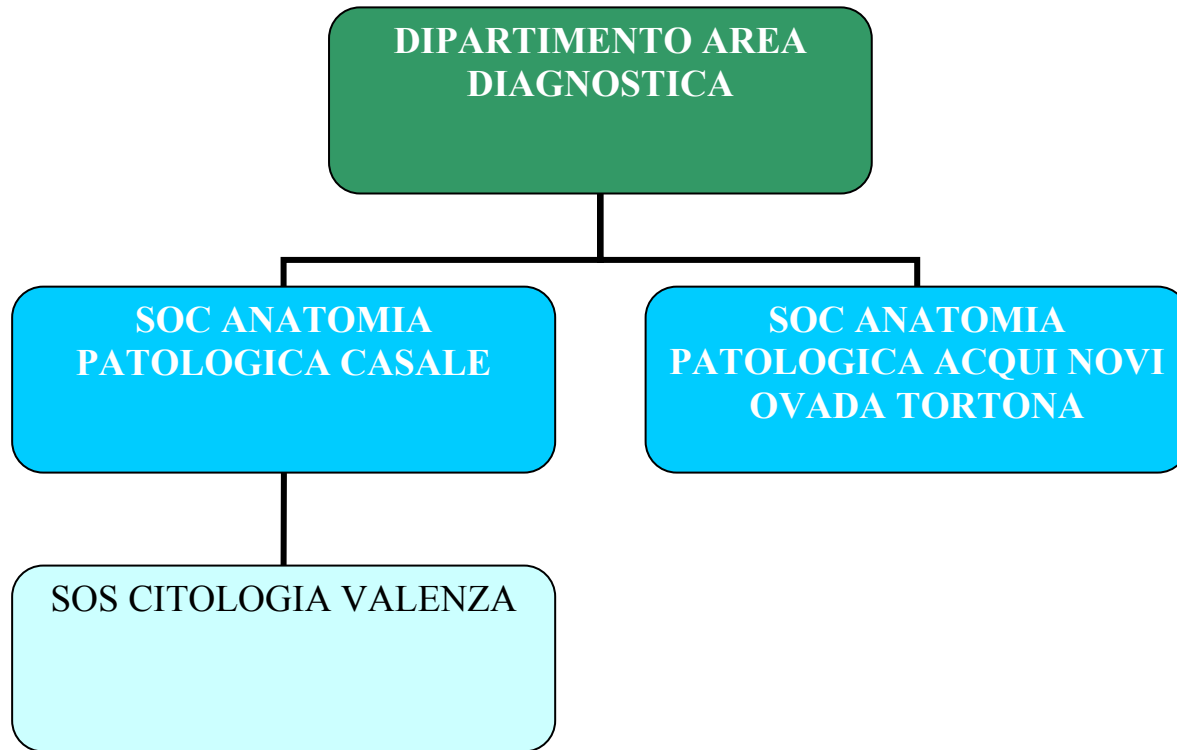 DIPARTIMENTO AREA
DIAGNOSTICA
SOC ANATOMIA
PATOLOGICA CASALE
SOC ANATOMIA
PATOLOGICA ACQUI NOVI
OVADA TORTONA
SOS CITOLOGIA VALENZA